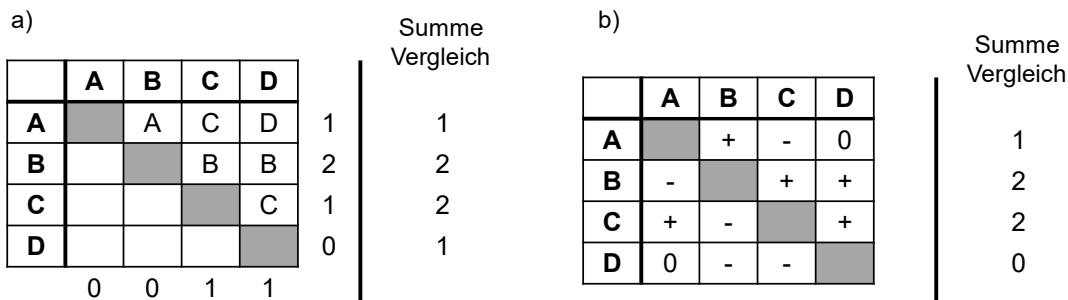 a)
Summe
Vergleich
A B C D
A A C D 1 1
B B B 2 2
C C 1 2
D 0 1
0 0 1 1
b)
Summe
Vergleich
A B C D
A + - 0 1
B - + + 2
C + - + 2
D 0 - - 0